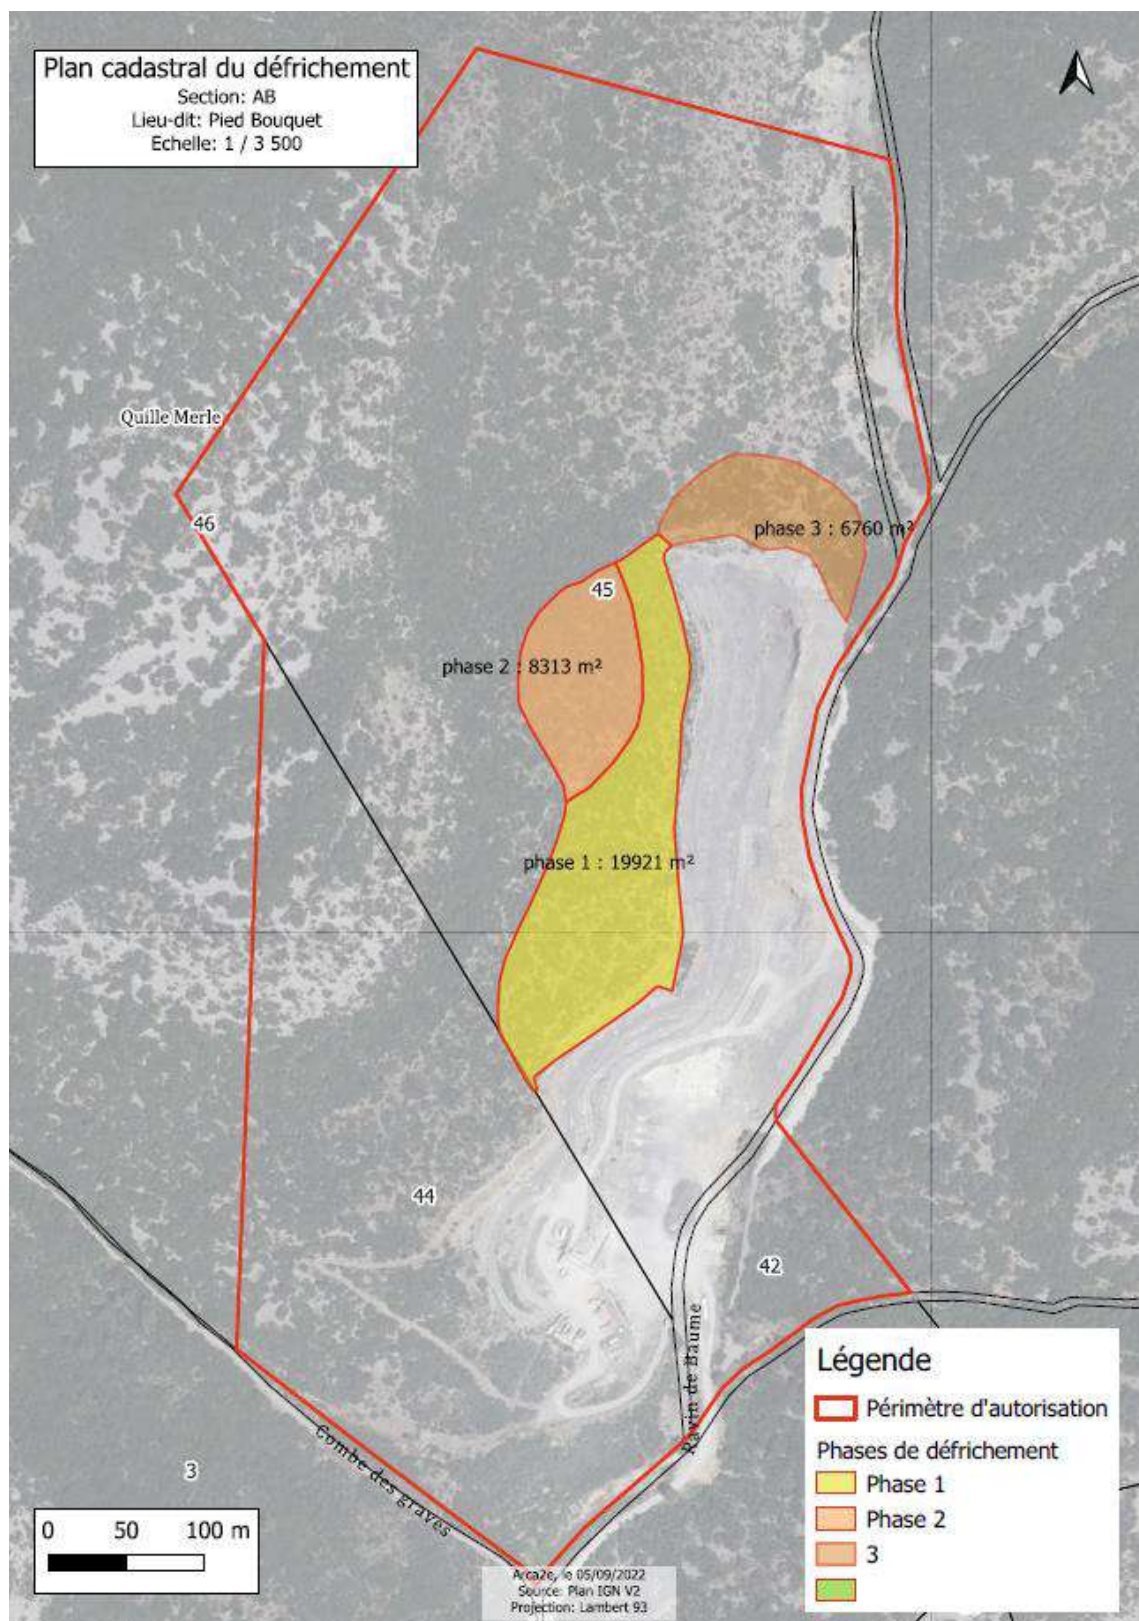 Plan cadastral du défrichement
Section: AB
Lieu-dit: Pied Bouquet
Echelle: 1 / 3 500
Quille Merle
46
phase 3 : 6760 m²
45
phase 2 : 8313 m²
phase 1 : 19921 m²
44
42
Ravin de Baume
Combe des graves
3
Légende
Périmètre d'autorisation
Phases de défrichement
Phase 1
Phase 2
3
0 50 100 m
Arca2e, le 05/09/2022
Source: Plan IGN V2
Projection: Lambert 93